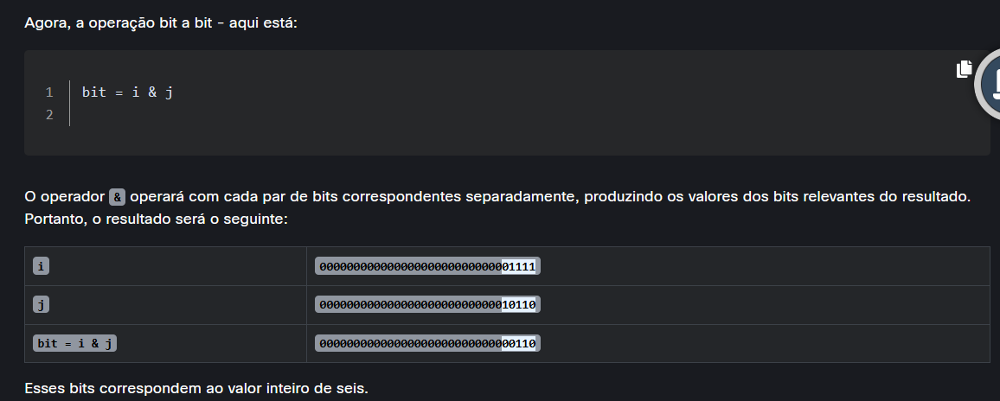 Agora, a operação bit a bit - aqui está:
1 bit = i & j
2
O operador & operará com cada par de bits correspondentes separadamente, produzindo os valores dos bits relevantes do resultado.
Portanto, o resultado será o seguinte:
i 00000000000000000000000000001111
j 00000000000000000000000000010110
bit = i & j 00000000000000000000000000000110
Esses bits correspondem ao valor inteiro de seis.